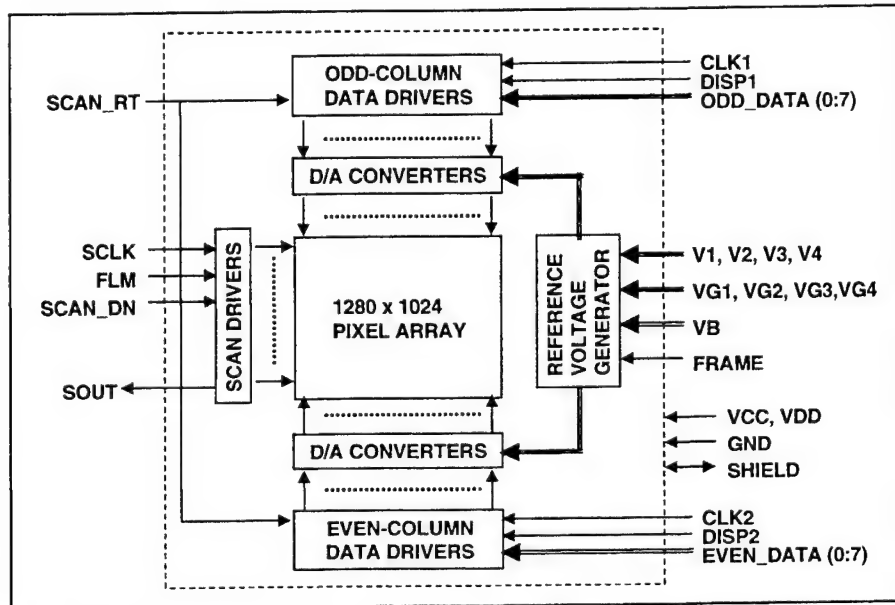 ODD-COLUMN
DATA DRIVERS
CLK1
DISP1
ODD_DATA (0:7)
SCAN_RT
D/A CONVERTERS
SCLK
FLM
SCAN_DN
SCAN DRIVERS
1280 x 1024
PIXEL ARRAY
REFERENCE
VOLTAGE
GENERATOR
V1, V2, V3, V4
VG1, VG2, VG3,VG4
VB
FRAME
SOUT
VCC, VDD
GND
SHIELD
D/A CONVERTERS
EVEN-COLUMN
DATA DRIVERS
CLK2
DISP2
EVEN_DATA (0:7)